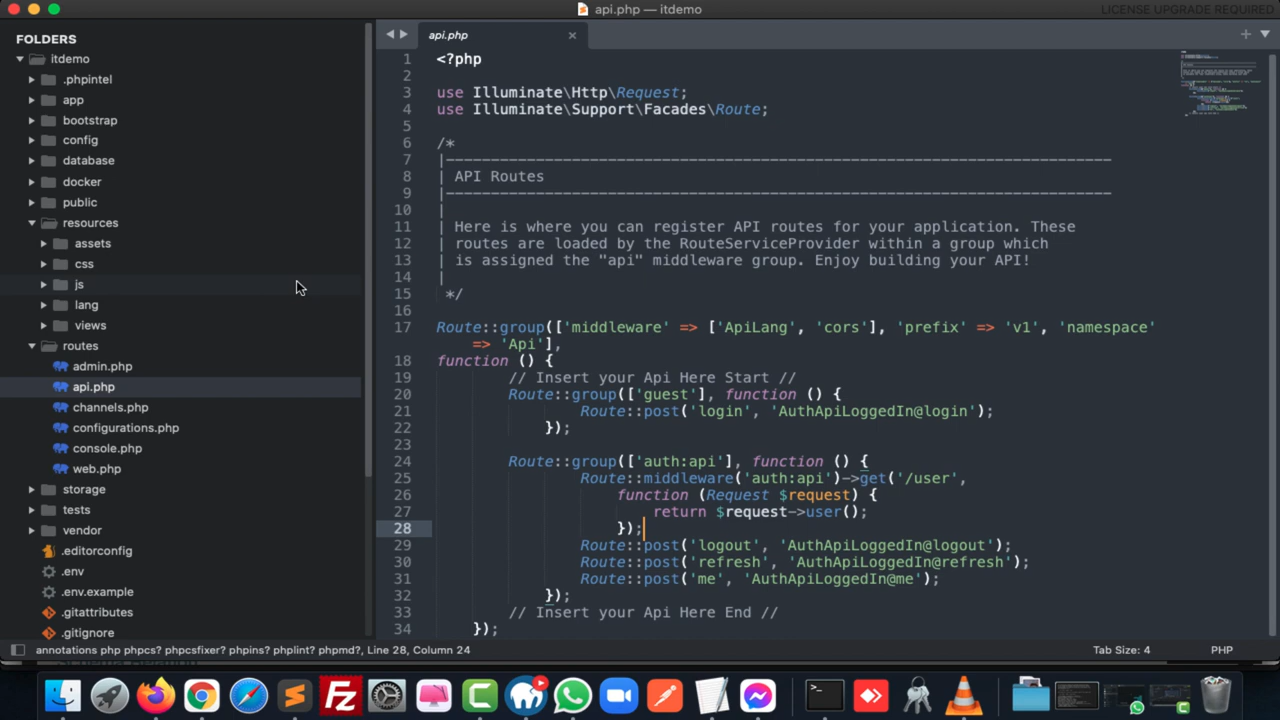 api.php — itdemo
LICENSE UPGRADE REQUIRED
FOLDERS
itdemo
.phpintel
app
bootstrap
config
database
docker
public
resources
assets
css
js
lang
views
routes
admin.php
api.php
channels.php
configurations.php
console.php
web.php
storage
tests
vendor
.editorconfig
.env
.env.example
.gitattributes
.gitignore
api.php
1 <?php
2
3 use Illuminate\Http\Request;
4 use Illuminate\Support\Facades\Route;
5
6 /*
7 |--------------------------------------------------------------------------
8 | API Routes
9 |--------------------------------------------------------------------------
10 |
11 | Here is where you can register API routes for your application. These
12 | routes are loaded by the RouteServiceProvider within a group which
13 | is assigned the "api" middleware group. Enjoy building your API!
14 |
15 */
16
17 Route::group(['middleware' => ['ApiLang', 'cors'], 'prefix' => 'v1', 'namespace'
=> 'Api'],
18 function () {
19 // Insert your Api Here Start //
20 Route::group(['guest'], function () {
21 Route::post('login', 'AuthApiLoggedIn@login');
22 });
23
24 Route::group(['auth:api'], function () {
25 Route::middleware('auth:api')->get('/user',
26 function (Request $request) {
27 return $request->user();
28 });
29 Route::post('logout', 'AuthApiLoggedIn@logout');
30 Route::post('refresh', 'AuthApiLoggedIn@refresh');
31 Route::post('me', 'AuthApiLoggedIn@me');
32 });
33 // Insert your Api Here End //
34 });
annotations php phpcs? phpcsfixer? phpins? phplint? phpmd?, Line 28, Column 24
Tab Size: 4
PHP